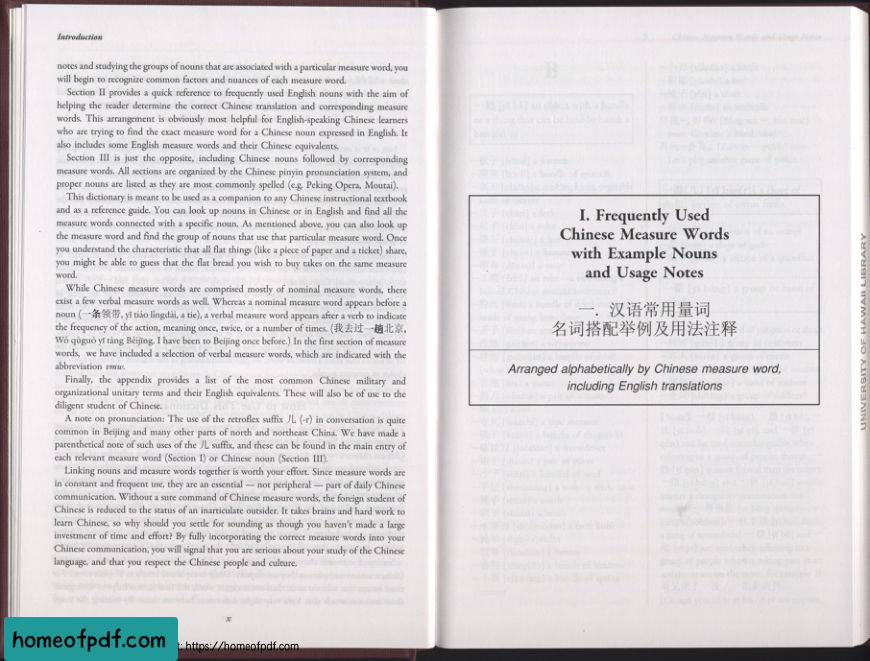 Introduction
notes and studying the groups of nouns that are associated with a particular measure word, you
will begin to recognize common factors and nuances of each measure word.
Section II provides a quick reference to frequently used English nouns with the aim of
helping the reader determine the correct Chinese translation and corresponding measure
words. This arrangement is obviously most helpful for English-speaking Chinese learners
who are trying to find the exact measure word for a Chinese noun expressed in English. It
also includes some English measure words and their Chinese equivalents.
Section III is just the opposite, including Chinese nouns followed by corresponding
measure words. All sections are organized by the Chinese pinyin pronunciation system, and
proper nouns are listed as they are most commonly spelled (e.g. Peking Opera, Moutai).
This dictionary is meant to be used as a companion to any Chinese instructional textbook
and as a reference guide. You can look up nouns in Chinese or in English and find all the
measure words connected with a specific noun. As mentioned above, you can also look up
the measure word and find the group of nouns that use that particular measure word. Once
you understand the characteristic that all flat things (like a piece of paper and a ticket) share,
you might be able to guess that the flat bread you wish to buy takes on the same measure
word.
While Chinese measure words are comprised mostly of nominal measure words, there
exist a few verbal measure words as well. Whereas a nominal measure word appears before a
noun (一条领带, yī tiáo lǐngdài, a tie), a verbal measure word appears after a verb to indicate
the frequency of the action, meaning once, twice, or a number of times. (我去过一趟北京,
Wǒ qùguò yī tàng Běijīng. I have been to Beijing once before.) In the first section of measure
words, we have included a selection of verbal measure words, which are indicated with the
abbreviation vmw.
Finally, the appendix provides a list of the most common Chinese military and
organizational unitary terms and their English equivalents. These will also be of use to the
diligent student of Chinese.
A note on pronunciation: The use of the retroflex suffix 儿 (-r) in conversation is quite
common in Beijing and many other parts of north and northeast China. We have made a
parenthetical note of such uses of the 儿 suffix, and these can be found in the main entry of
each relevant measure word (Section I) or Chinese noun (Section III).
Linking nouns and measure words together is worth your effort. Since measure words are
in constant and frequent use, they are an essential — not peripheral — part of daily Chinese
communication. Without a sure command of Chinese measure words, the foreign student of
Chinese is reduced to the status of an inarticulate outsider. It takes brains and hard work to
learn Chinese, so why should you settle for sounding as though you haven't made a large
investment of time and effort? By fully incorporating the correct measure words into your
Chinese communication, you will signal that you are serious about your study of the Chinese
language, and that you respect the Chinese people and culture.
x
I. Frequently Used
Chinese Measure Words
with Example Nouns
and Usage Notes
一. 汉语常用量词
名词搭配举例及用法注释
Arranged alphabetically by Chinese measure word,
including English translations
UNIVERSITY OF HAWAII LIBRARY
homeofpdf.com
: https://homeofpdf.com